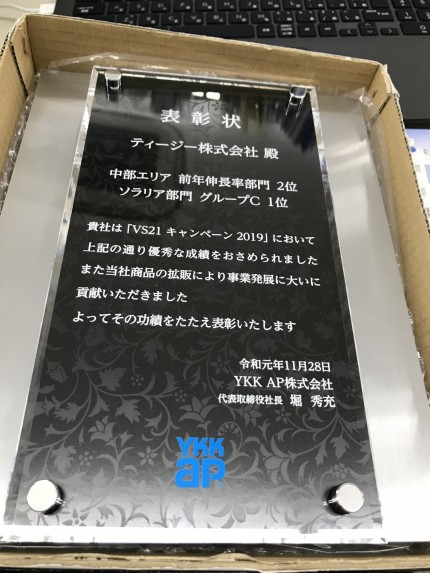 表彰状
ティージー株式会社 殿
中部エリア 前年伸長率部門 2位
ソラリア部門 グループC 1位
貴社は「VS21 キャンペーン 2019」において
上記の通り優秀な成績をおさめられました
また当社商品の拡販により事業発展に大いに
貢献いただきました
よってその功績をたたえ表彰いたします
令和元年11月28日
YKK AP株式会社
代表取締役社長 堀 秀充
YKK
ap